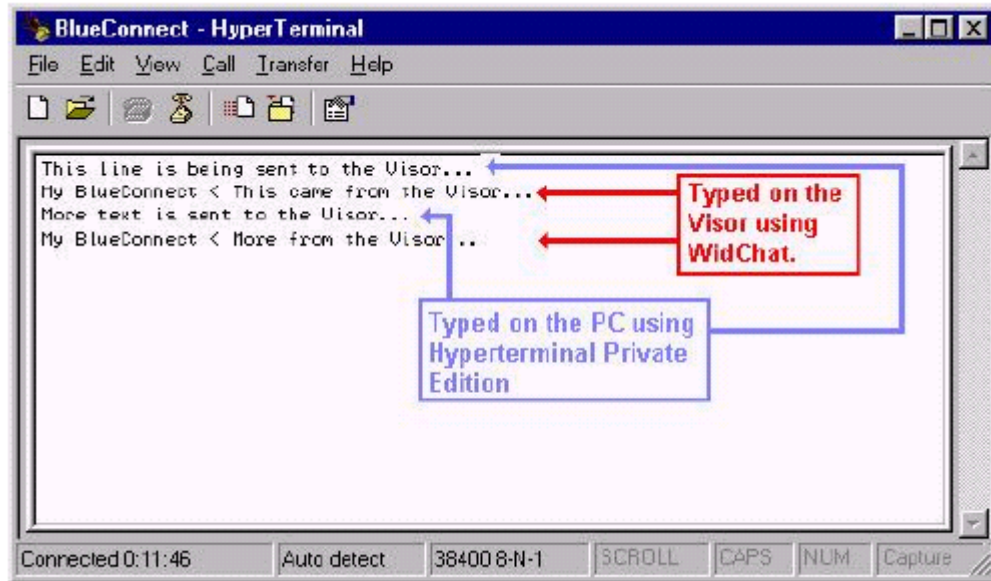 BlueConnect - HyperTerminal
File Edit View Call Transfer Help
This line is being sent to the Visor...
My BlueConnect < This came from the Visor...
More text is sent to the Visor...
My BlueConnect < More from the Visor...
Typed on the
Visor using
WidChat.
Typed on the PC using
Hyperterminal Private
Edition
Connected 0:11:46 Auto detect 38400 8-N-1 SCROLL CAPS NUM Capture